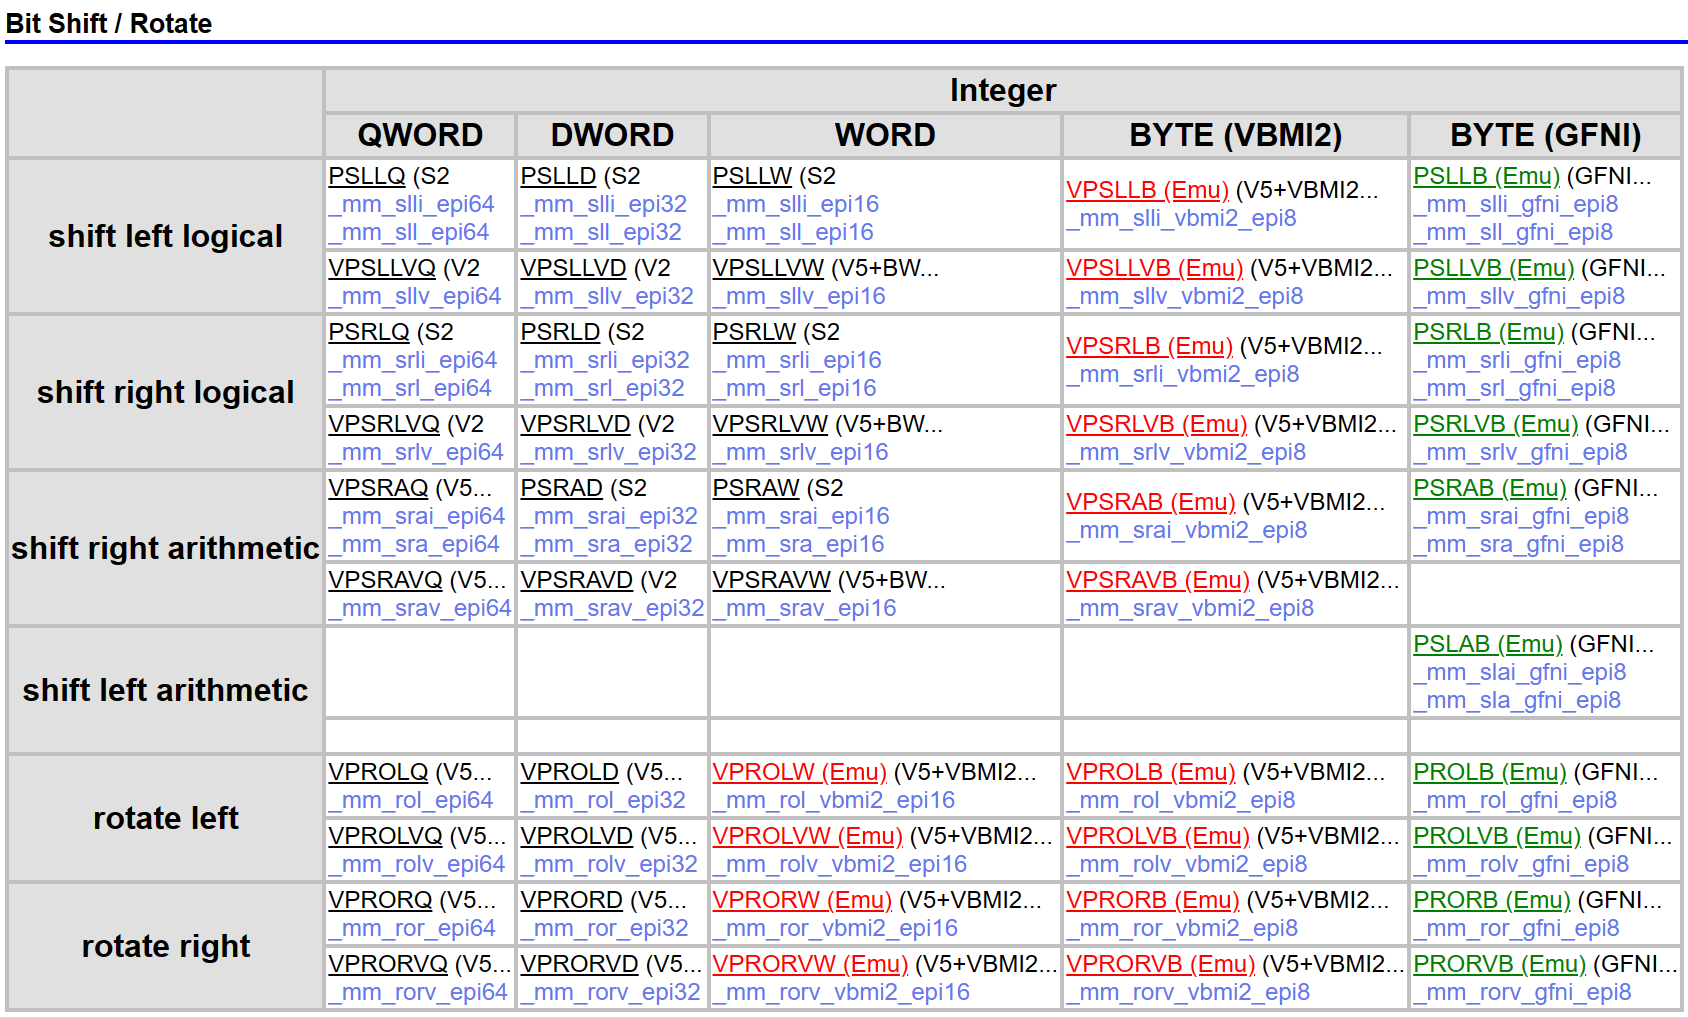 Bit Shift / Rotate
Integer
QWORD DWORD WORD BYTE (VBMI2) BYTE (GFNI)
shift left logical
PSLLQ (S2
_mm_slli_epi64
_mm_sll_epi64
PSLLD (S2
_mm_slli_epi32
_mm_sll_epi32
PSLLW (S2
_mm_slli_epi16
_mm_sll_epi16
VPSLLB (Emu) (V5+VBMI2...
_mm_slli_vbmi2_epi8
PSLLB (Emu) (GFNI...
_mm_slli_gfni_epi8
_mm_sll_gfni_epi8
VPSLLVQ (V2
_mm_sllv_epi64
VPSLLVD (V2
_mm_sllv_epi32
VPSLLVW (V5+BW...
_mm_sllv_epi16
VPSLLVB (Emu) (V5+VBMI2...
_mm_sllv_vbmi2_epi8
PSLLVB (Emu) (GFNI...
_mm_sllv_gfni_epi8
shift right logical
PSRLQ (S2
_mm_srli_epi64
_mm_srl_epi64
PSRLD (S2
_mm_srli_epi32
_mm_srl_epi32
PSRLW (S2
_mm_srli_epi16
_mm_srl_epi16
VPSRLB (Emu) (V5+VBMI2...
_mm_srli_vbmi2_epi8
PSRLB (Emu) (GFNI...
_mm_srli_gfni_epi8
_mm_srl_gfni_epi8
VPSRLVQ (V2
_mm_srlv_epi64
VPSRLVD (V2
_mm_srlv_epi32
VPSRLVW (V5+BW...
_mm_srlv_epi16
VPSRLVB (Emu) (V5+VBMI2...
_mm_srlv_vbmi2_epi8
PSRLVB (Emu) (GFNI...
_mm_srlv_gfni_epi8
shift right arithmetic
VPSRAQ (V5...
_mm_srai_epi64
_mm_sra_epi64
PSRAD (S2
_mm_srai_epi32
_mm_sra_epi32
PSRAW (S2
_mm_srai_epi16
_mm_sra_epi16
VPSRAB (Emu) (V5+VBMI2...
_mm_srai_vbmi2_epi8
PSRAB (Emu) (GFNI...
_mm_srai_gfni_epi8
_mm_sra_gfni_epi8
VPSRAVQ (V5...
_mm_srav_epi64
VPSRAVD (V2
_mm_srav_epi32
VPSRAVW (V5+BW...
_mm_srav_epi16
VPSRAVB (Emu) (V5+VBMI2...
_mm_srav_vbmi2_epi8
shift left arithmetic
PSLAB (Emu) (GFNI...
_mm_slai_gfni_epi8
_mm_sla_gfni_epi8
rotate left
VPROLQ (V5...
_mm_rol_epi64
VPROLD (V5...
_mm_rol_epi32
VPROLW (Emu) (V5+VBMI2...
_mm_rol_vbmi2_epi16
VPROLB (Emu) (V5+VBMI2...
_mm_rol_vbmi2_epi8
PROLB (Emu) (GFNI...
_mm_rol_gfni_epi8
VPROLVQ (V5...
_mm_rolv_epi64
VPROLVD (V5...
_mm_rolv_epi32
VPROLVW (Emu) (V5+VBMI2...
_mm_rolv_vbmi2_epi16
VPROLVB (Emu) (V5+VBMI2...
_mm_rolv_vbmi2_epi8
PROLVB (Emu) (GFNI...
_mm_rolv_gfni_epi8
rotate right
VPRORQ (V5...
_mm_ror_epi64
VPRORD (V5...
_mm_ror_epi32
VPRORW (Emu) (V5+VBMI2...
_mm_ror_vbmi2_epi16
VPRORB (Emu) (V5+VBMI2...
_mm_ror_vbmi2_epi8
PRORB (Emu) (GFNI...
_mm_ror_gfni_epi8
VPRORVQ (V5...
_mm_rorv_epi64
VPRORVD (V5...
_mm_rorv_epi32
VPRORVW (Emu) (V5+VBMI2...
_mm_rorv_vbmi2_epi16
VPRORVB (Emu) (V5+VBMI2...
_mm_rorv_vbmi2_epi8
PRORVB (Emu) (GFNI...
_mm_rorv_gfni_epi8